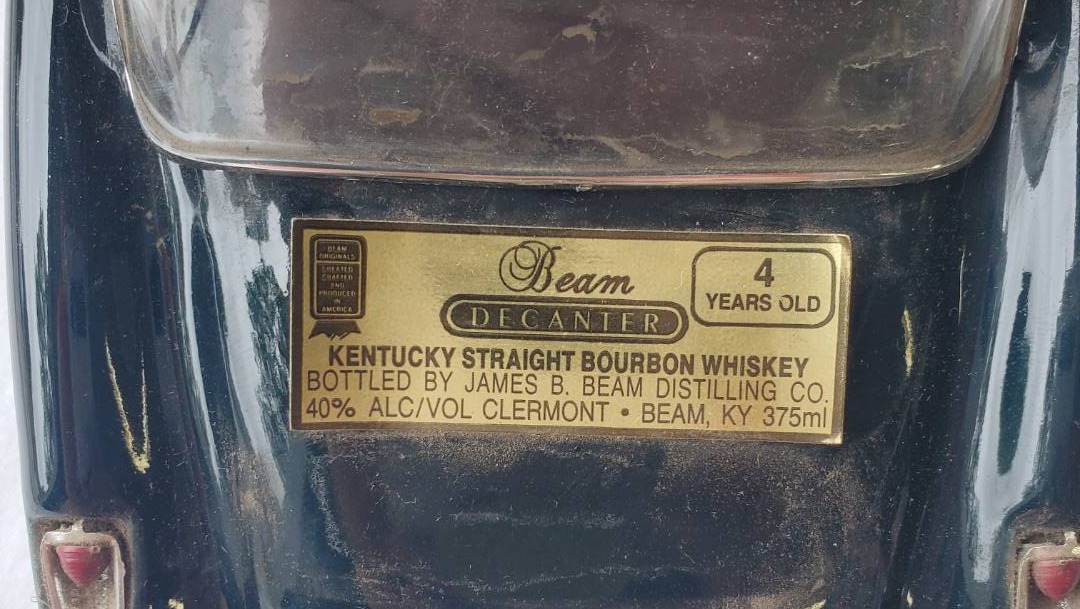 BEAM
ORIGINALS
CREATED
CRAFTED
AND
PRODUCED
IN
AMERICA
Beam
DECANTER
4
YEARS OLD
KENTUCKY STRAIGHT BOURBON WHISKEY
BOTTLED BY JAMES B. BEAM DISTILLING CO.
40% ALC/VOL CLERMONT • BEAM, KY 375ml